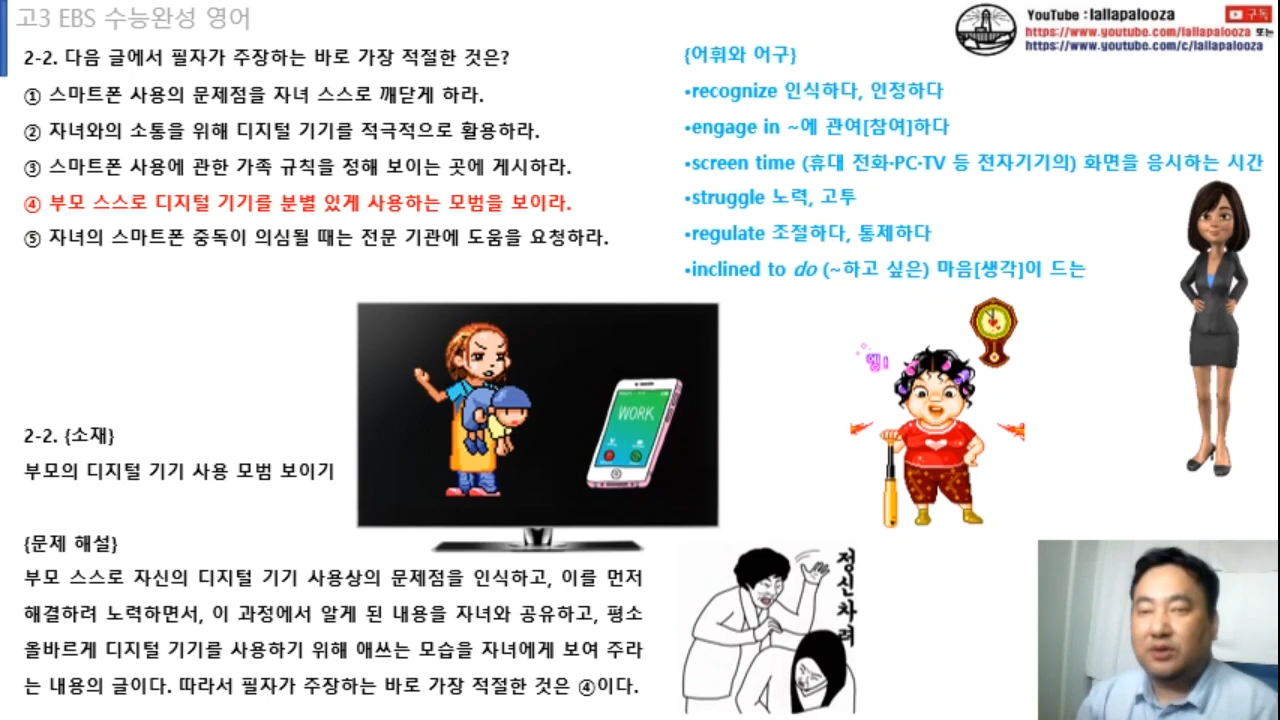 고3 EBS 수능완성 영어
YouTube : lallapalooza
구독
https://www.youtube.com/lallapalooza 또는
https://www.youtube.com/c/lallapalooza
2-2. 다음 글에서 필자가 주장하는 바로 가장 적절한 것은?
① 스마트폰 사용의 문제점을 자녀 스스로 깨닫게 하라.
② 자녀와의 소통을 위해 디지털 기기를 적극적으로 활용하라.
③ 스마트폰 사용에 관한 가족 규칙을 정해 보이는 곳에 게시하라.
④ 부모 스스로 디지털 기기를 분별 있게 사용하는 모범을 보이라.
⑤ 자녀의 스마트폰 중독이 의심될 때는 전문 기관에 도움을 요청하라.
{어휘와 어구}
•recognize 인식하다, 인정하다
•engage in ~에 관여[참여]하다
•screen time (휴대 전화·PC·TV 등 전자기기의) 화면을 응시하는 시간
•struggle 노력, 고투
•regulate 조절하다, 통제하다
•inclined to do (~하고 싶은) 마음[생각]이 드는
WORK
엠!
2-2. {소재}
부모의 디지털 기기 사용 모범 보이기
{문제 해설}
부모 스스로 자신의 디지털 기기 사용상의 문제점을 인식하고, 이를 먼저
해결하려 노력하면서, 이 과정에서 알게 된 내용을 자녀와 공유하고, 평소
올바르게 디지털 기기를 사용하기 위해 애쓰는 모습을 자녀에게 보여 주라
는 내용의 글이다. 따라서 필자가 주장하는 바로 가장 적절한 것은 ④이다.
정신차려